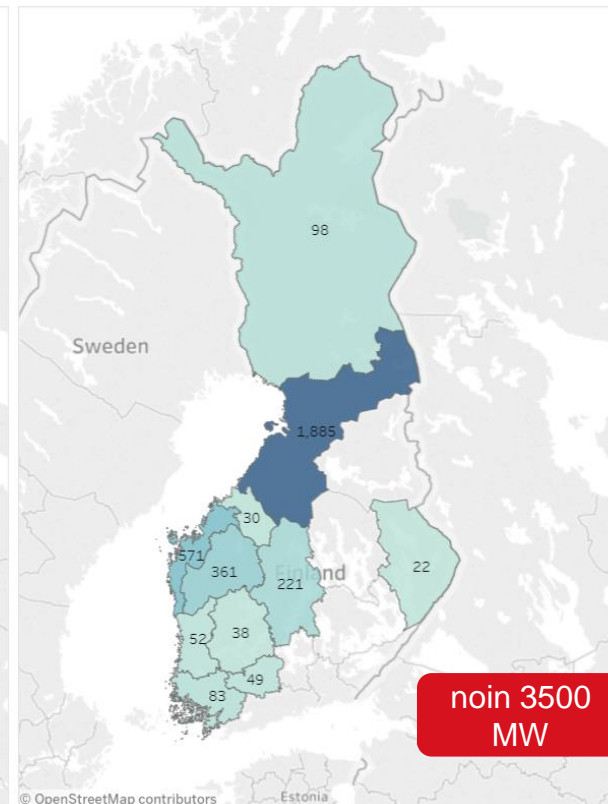 98
Sweden
1,885
30
571
361
Finland
221
22
52
38
49
83
noin 3500
MW
© OpenStreetMap contributors
Estonia